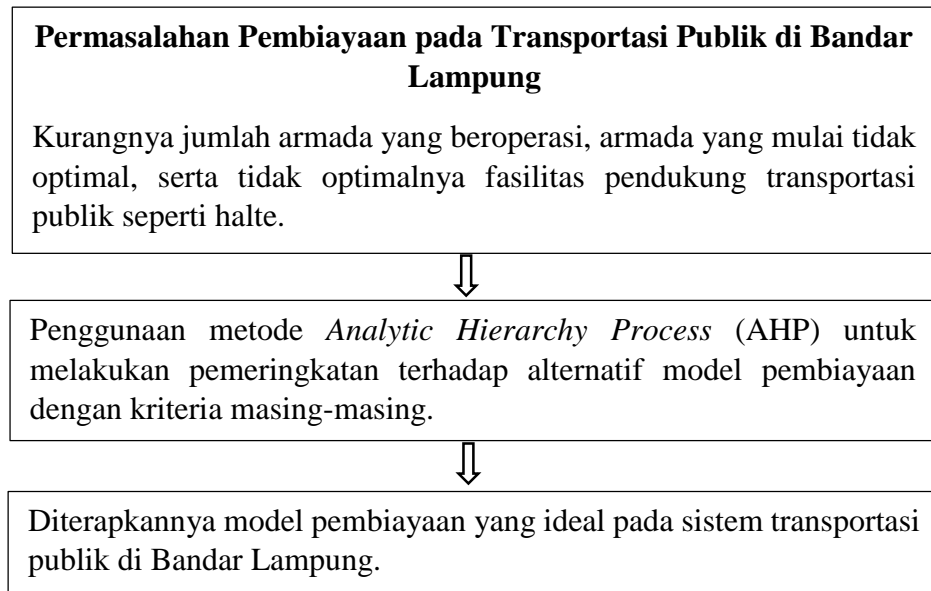 Permasalahan Pembiayaan pada Transportasi Publik di Bandar
Lampung
Kurangnya jumlah armada yang beroperasi, armada yang mulai tidak
optimal, serta tidak optimalnya fasilitas pendukung transportasi
publik seperti halte.
Penggunaan metode Analytic Hierarchy Process (AHP) untuk
melakukan pemeringkatan terhadap alternatif model pembiayaan
dengan kriteria masing-masing.
Diterapkannya model pembiayaan yang ideal pada sistem transportasi
publik di Bandar Lampung.